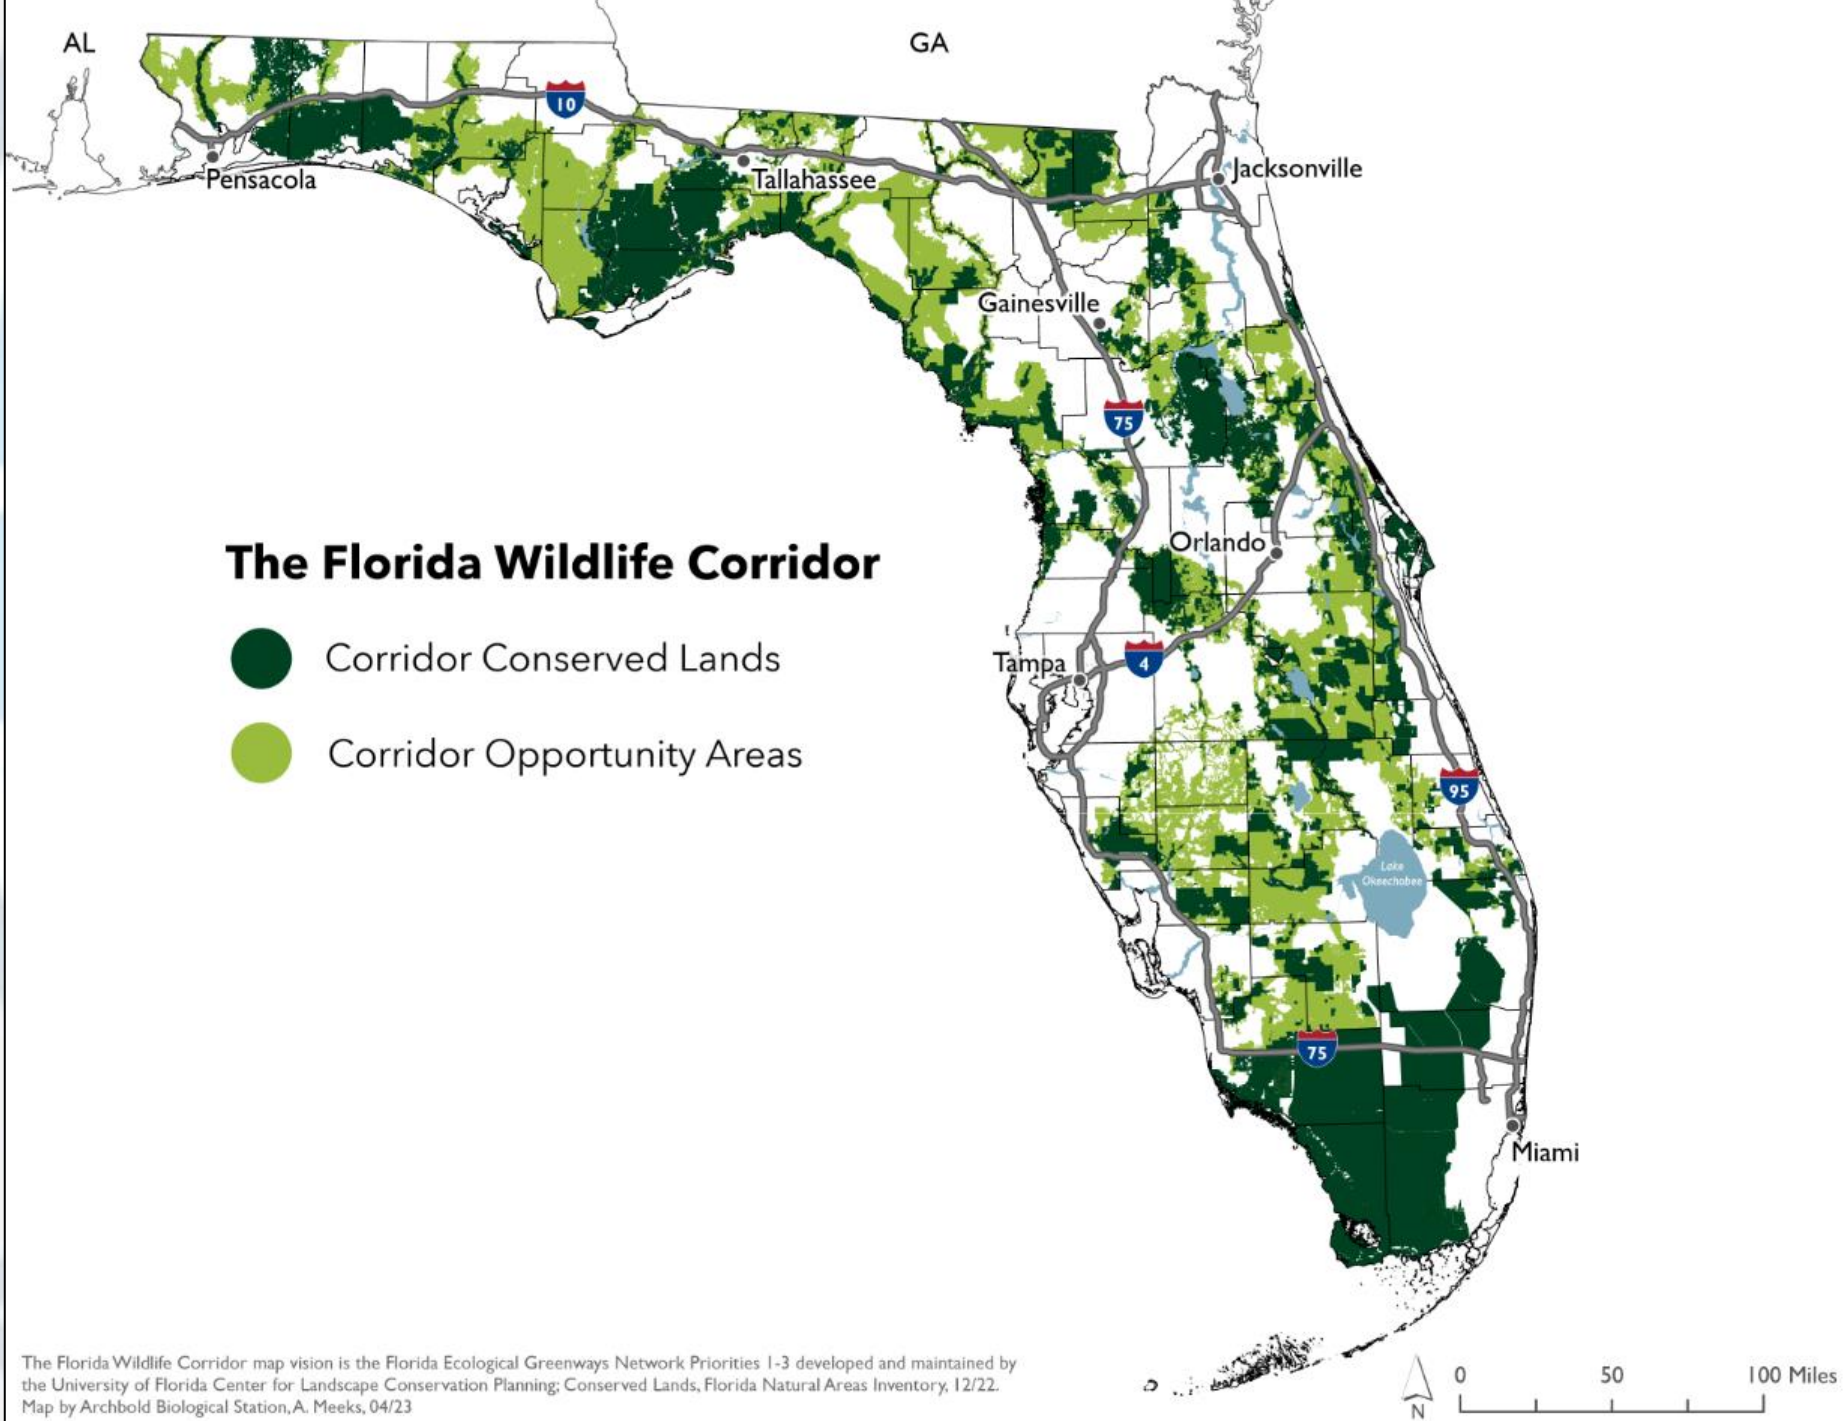 AL
GA
10
Pensacola
Tallahassee
Jacksonville
Gainesville
75
Orlando
The Florida Wildlife Corridor
Corridor Conserved Lands
Tampa
4
Corridor Opportunity Areas
95
Lake
Okeechobee
75
Miami
The Florida Wildlife Corridor map vision is the Florida Ecological Greenways Network Priorities 1-3 developed and maintained by
the University of Florida Center for Landscape Conservation Planning; Conserved Lands, Florida Natural Areas Inventory, 12/22.
Map by Archbold Biological Station, A. Meeks, 04/23
N
0 50 100 Miles